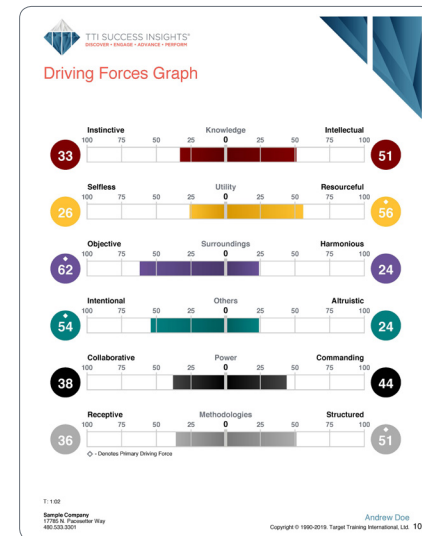 TTI SUCCESS INSIGHTS®
DISCOVER • ENGAGE • ADVANCE • PERFORM
Driving Forces Graph
Instinctive Knowledge Intellectual
100 75 50 25 0 25 50 75 100
33 51
Selfless Utility Resourceful
100 75 50 25 0 25 50 75 100
26 56
Objective Surroundings Harmonious
100 75 50 25 0 25 50 75 100
62 24
Intentional Others Altruistic
100 75 50 25 0 25 50 75 100
54 24
Collaborative Power Commanding
100 75 50 25 0 25 50 75 100
38 44
Receptive Methodologies Structured
100 75 50 25 0 25 50 75 100
36 51
- Denotes Primary Driving Force
T: 1:02
Sample Company
17785 N. Pacesetter Way
480.533.3301
Andrew Doe
Copyright © 1990-2019. Target Training International, Ltd. 10